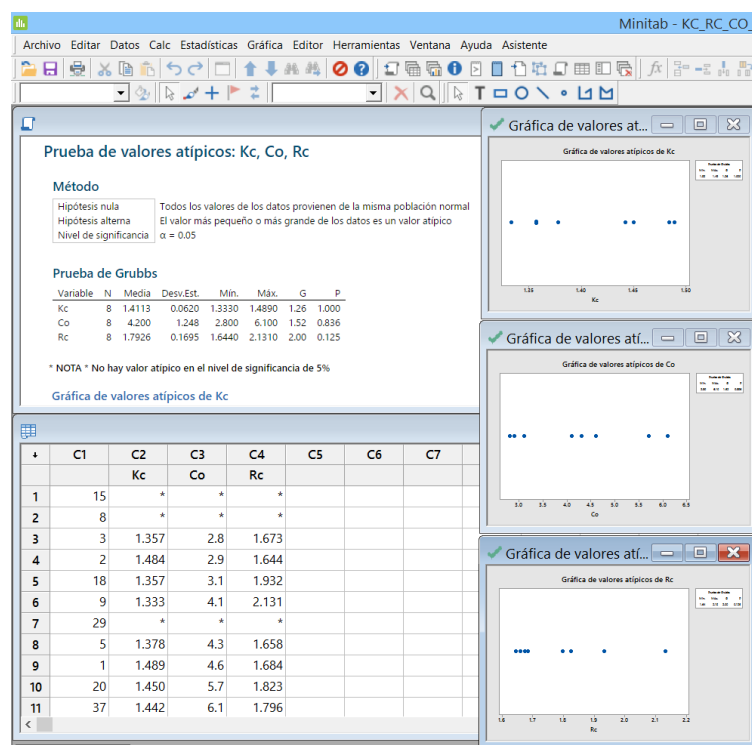 Minitab - KC_RC_CO_
Archivo Editar Datos Calc Estadísticas Gráfica Editor Herramientas Ventana Ayuda Asistente
Prueba de valores atípicos: Kc, Co, Rc
Método
Hipótesis nula Todos los valores de los datos provienen de la misma población normal
Hipótesis alterna El valor más pequeño o más grande de los datos es un valor atípico
Nivel de significancia α = 0.05
Prueba de Grubbs
Variable N Media Desv.Est. Mín. Máx. G P
Kc 8 1.4113 0.0620 1.3330 1.4890 1.26 1.000
Co 8 4.200 1.248 2.800 6.100 1.52 0.836
Rc 8 1.7926 0.1695 1.6440 2.1310 2.00 0.125
* NOTA * No hay valor atípico en el nivel de significancia de 5%
Gráfica de valores atípicos de Kc
C1 C2 C3 C4 C5 C6 C7
Kc Co Rc
1 15 * * *
2 8 * * *
3 3 1.357 2.8 1.673
4 2 1.484 2.9 1.644
5 18 1.357 3.1 1.932
6 9 1.333 4.1 2.131
7 29 * * *
8 5 1.378 4.3 1.658
9 1 1.489 4.6 1.684
10 20 1.450 5.7 1.823
11 37 1.442 6.1 1.796
Gráfica de valores at...
Gráfica de valores atípicos de Kc
1.35 1.40 1.45 1.50
Kc
Gráfica de valores atí...
Gráfica de valores atípicos de Co
3.0 3.5 4.0 4.5 5.0 5.5 6.0 6.5
Co
Gráfica de valores atí...
Gráfica de valores atípicos de Rc
1.6 1.7 1.8 1.9 2.0 2.1 2.2
Rc